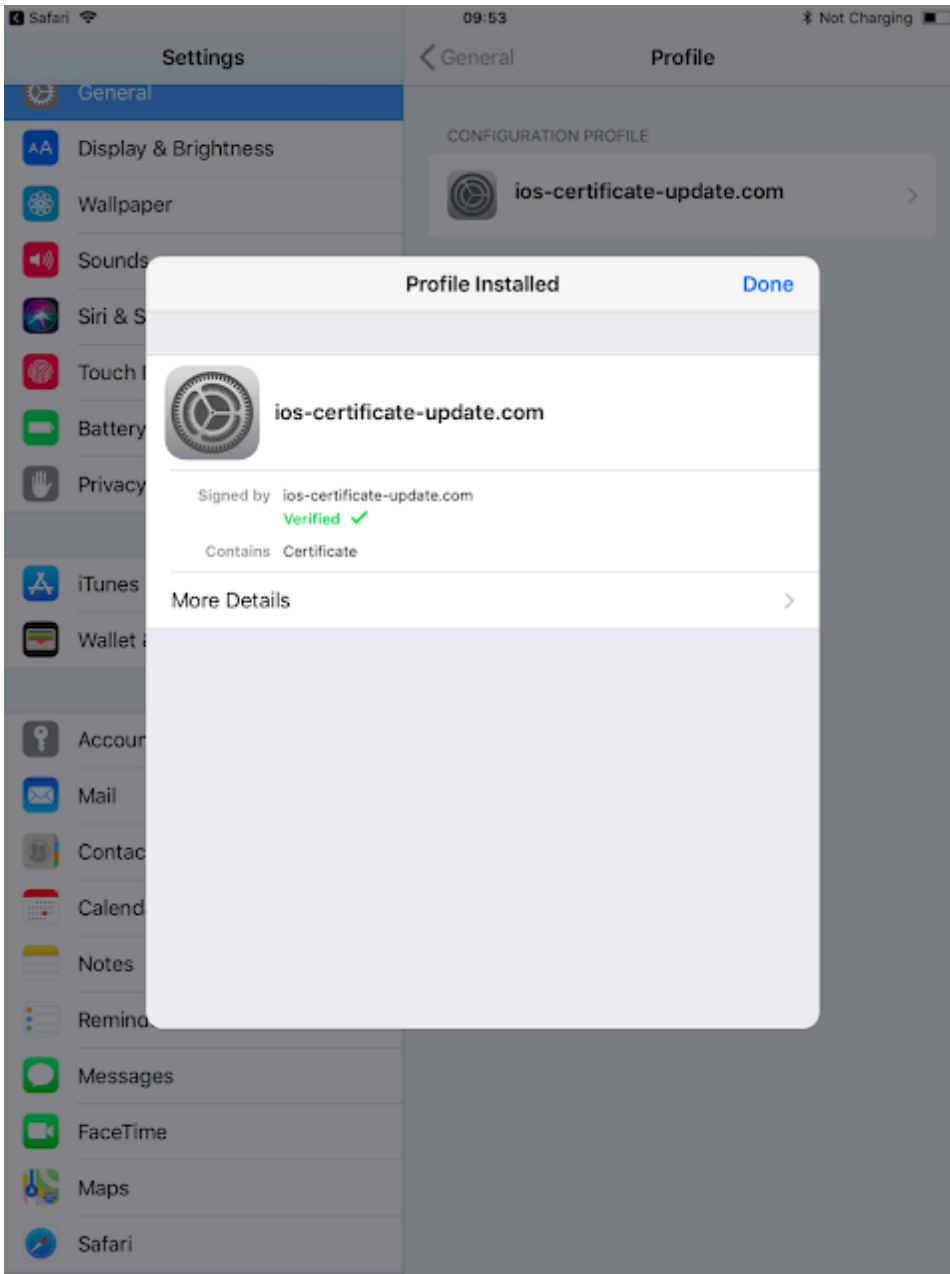 Safari
09:53
Not Charging
Settings
General
Profile
General
CONFIGURATION PROFILE
ios-certificate-update.com
Display & Brightness
Wallpaper
Sounds
Siri & S
Touch I
Battery
Privacy
iTunes
Wallet &
Accour
Mail
Contac
Calend
Notes
Remind
Messages
FaceTime
Maps
Safari
Profile Installed
Done
ios-certificate-update.com
Signed by ios-certificate-update.com
Verified
Contains Certificate
More Details